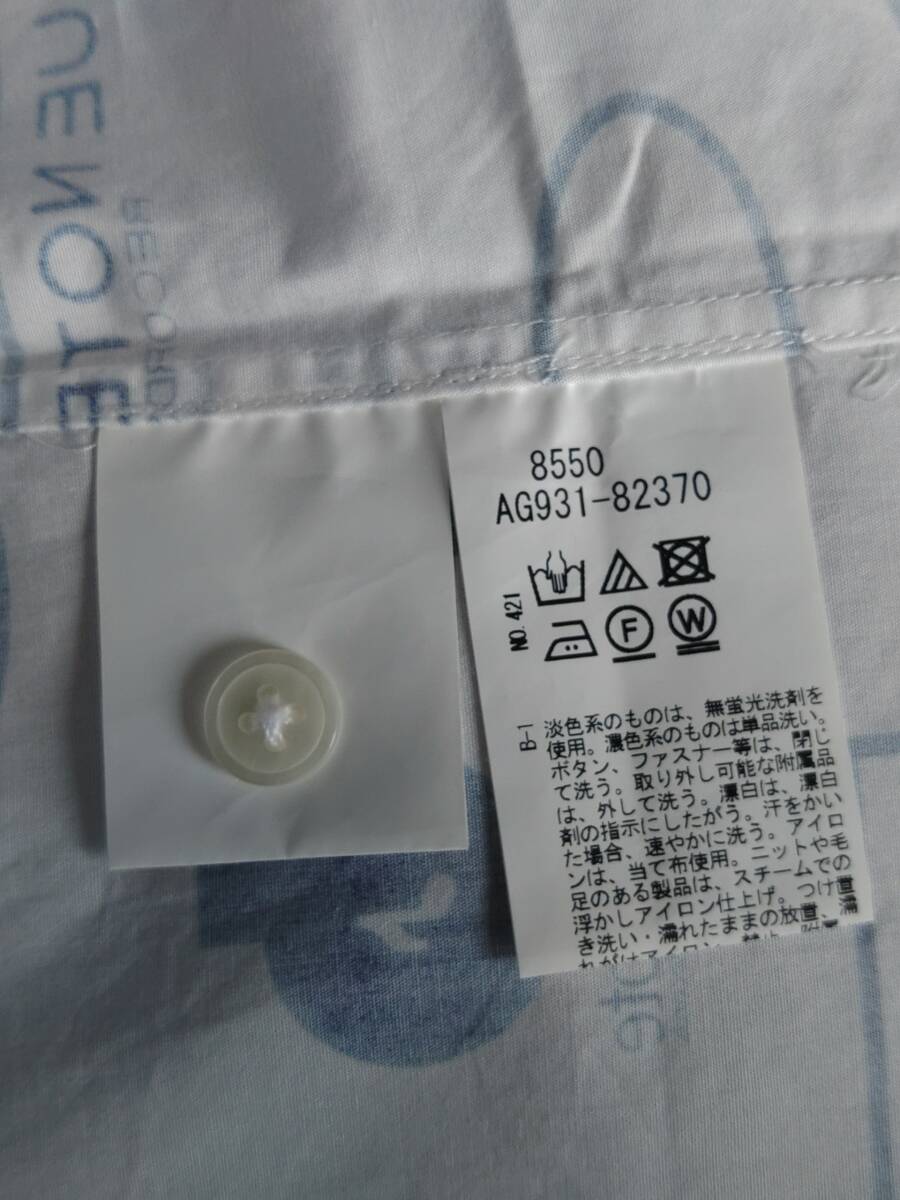 UENOTE
RECORD
8550
AG931-82370
NO.421
F
W
B-1
淡色系のものは、無蛍光洗剤を
使用。濃色系のものは単品洗い。
ボタン、ファスナー等は、閉じ
て洗う。取り外し可能な附属品
は、外して洗う。漂白は、漂白
剤の指示にしたがう。汗をかい
た場合、速やかに洗う。アイロ
ンは、当て布使用。ニットや毛
足のある製品は、スチームでの
浮かしアイロン仕上げ。つけ置
き洗い・濡れたままの放置、濡